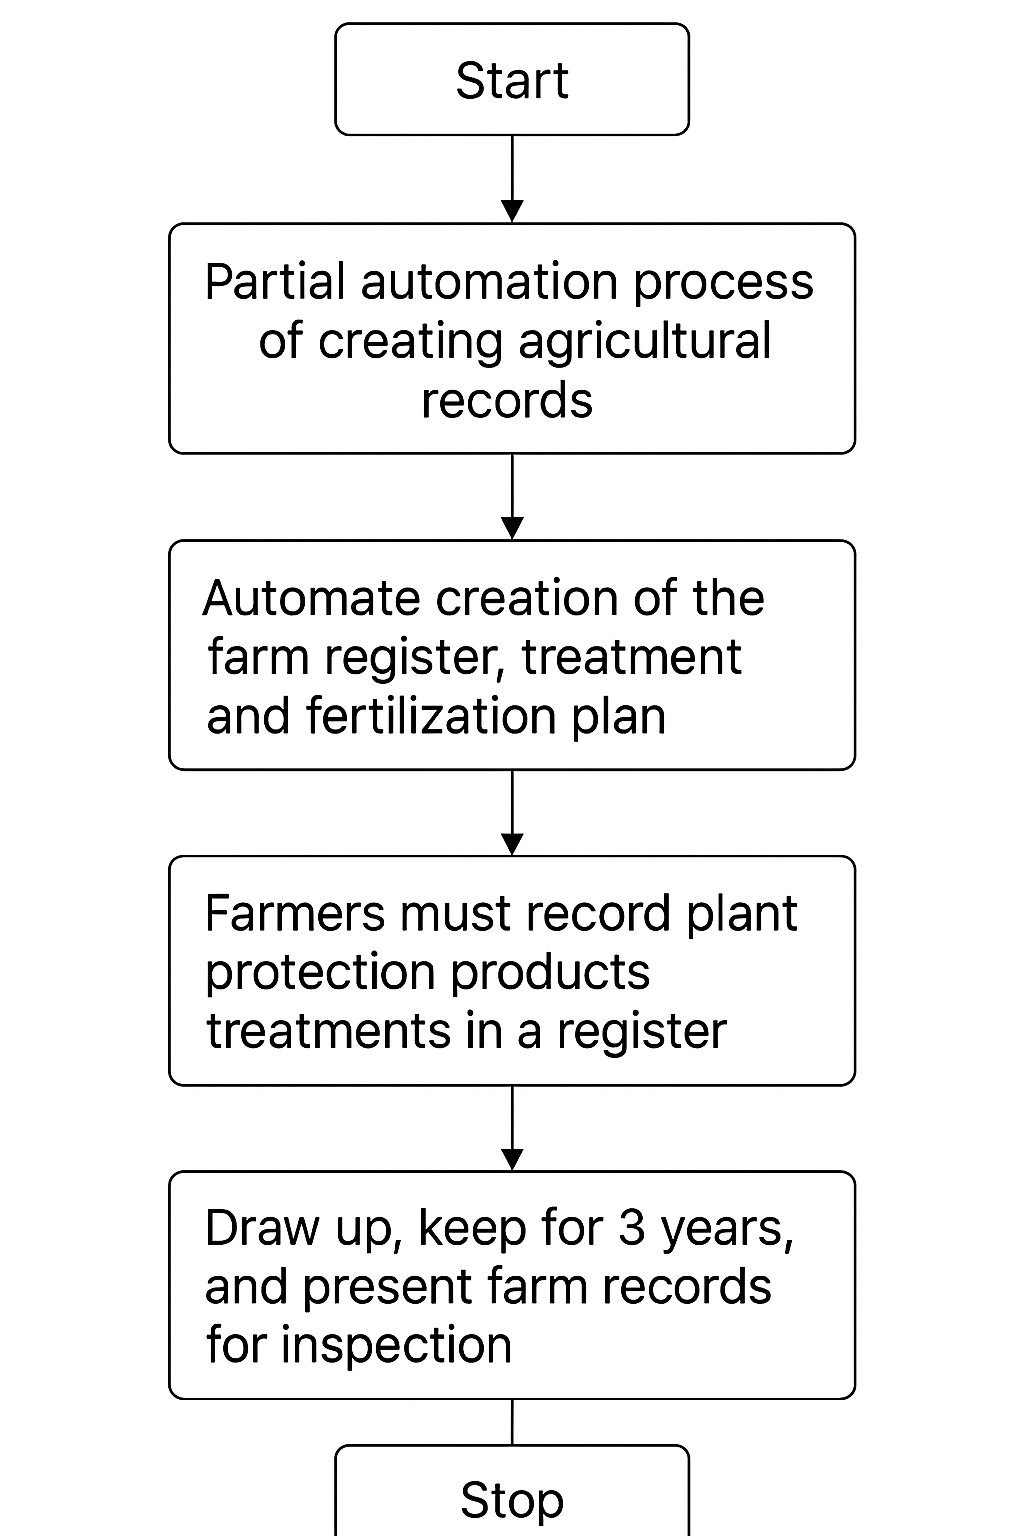 Start
Partial automation process
of creating agricultural
records
Automate creation of the
farm register, treatment
and fertilization plan
Farmers must record plant
protection products
treatments in a register
Draw up, keep for 3 years,
and present farm records
for inspection
Stop